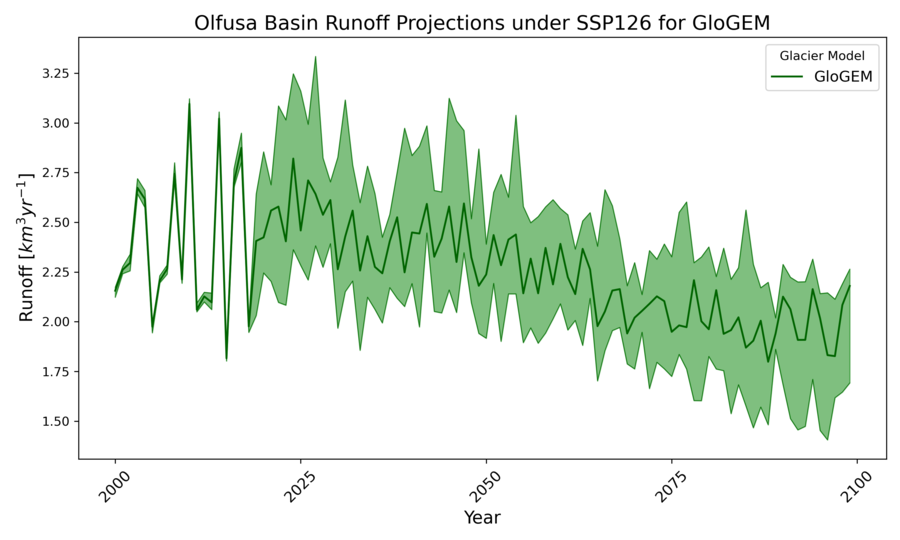 Olfusa Basin Runoff Projections under SSP126 for GloGEM
Glacier Model
GloGEM
Runoff [km³yr⁻¹]
3.25
3.00
2.75
2.50
2.25
2.00
1.75
1.50
2000
2025
2050
2075
2100
Year